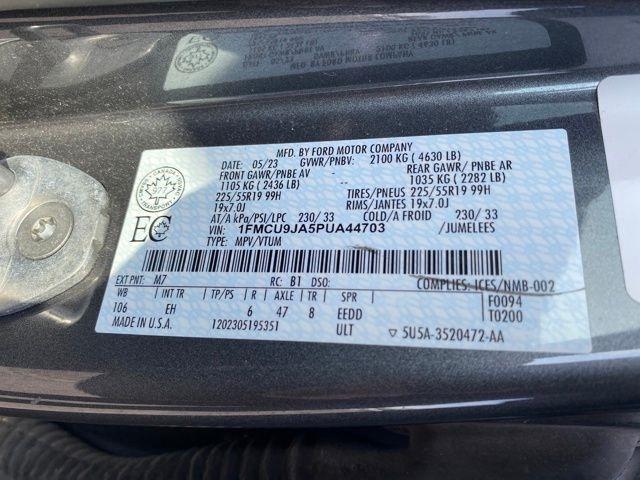 MFD. BY FORD MOTOR COMPANY
DATE: 05/23 GVWR/PNBV: 2100 KG ( 4630 LB)
FRONT GAWR/ PNBE AV REAR GAWR/ PNBE AR
1105 KG ( 2436 LB) -- 1035 KG ( 2282 LB)
225/55R19 99H TIRES/PNEUS 225/55R19 99H
19x7.0J RIMS/JANTES 19x7.0J
AT/A kPa/PSI/LPC 230/ 33 COLD/A FROID 230/ 33
VIN: 1FMCU9JA5PUA44703 /JUMELEES
TYPE: MPV/VTUM
EC
EXT PNT: M7 RC: B1 DSO: COMPLIES: ICES/NMB-002
WB INT TR TP/PS R AXLE TR SPR F0094
106 EH 6 47 8 EEDD T0200
MADE IN U.S.A. 1202305195351 ULT 5U5A-3520472-AA